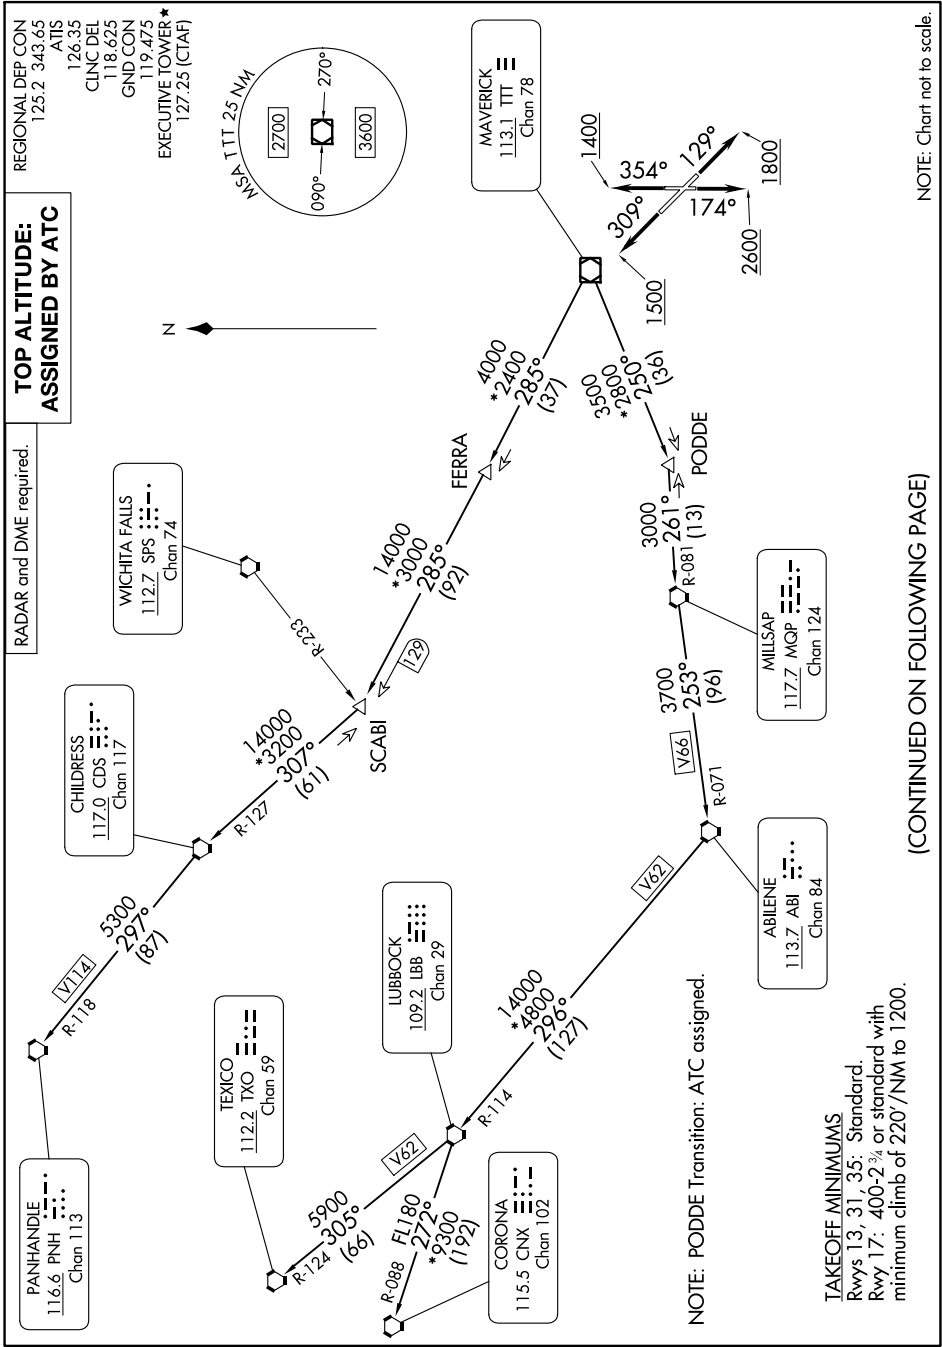 REGIONAL DEP CON
125.2 343.65
ATIS
126.35
CLNC DEL
118.625
GND CON
119.475
EXECUTIVE TOWER★
127.25 (CTAF)
TOP ALTITUDE:
ASSIGNED BY ATC
RADAR and DME required.
MSA TTT 25 NM
2700
090°
270°
3600
N
MAVERICK
113.1 TTT
Chan 78
1400
354°
129°
309°
174°
1800
2600
1500
4000
*2400
285°
(37)
3500
*2800
250°
(36)
FERRA
PODDE
14000
*3000
285°
(92)
129
WICHITA FALLS
112.7 SPS
Chan 74
R-233
SCABI
3000
261°
(13)
R-081
MILLSAP
117.7 MQP
Chan 124
3700
253°
(96)
V66
R-071
14000
*3200
307°
(61)
R-127
CHILDRESS
117.0 CDS
Chan 117
5300
297°
(87)
V114
R-118
PANHANDLE
116.6 PNH
Chan 113
ABILENE
113.7 ABI
Chan 84
V62
14000
*4800
296°
(127)
R-114
LUBBOCK
109.2 LBB
Chan 29
TEXICO
112.2 TXO
Chan 59
V62
5900
305°
(66)
R-124
FL180
272°
*9300
(192)
R-088
CORONA
115.5 CNX
Chan 102
NOTE: PODDE Transition: ATC assigned.
TAKEOFF MINIMUMS
Rwys 13, 31, 35: Standard.
Rwy 17: 400-2¾ or standard with
minimum climb of 220'/NM to 1200.
(CONTINUED ON FOLLOWING PAGE)
NOTE: Chart not to scale.